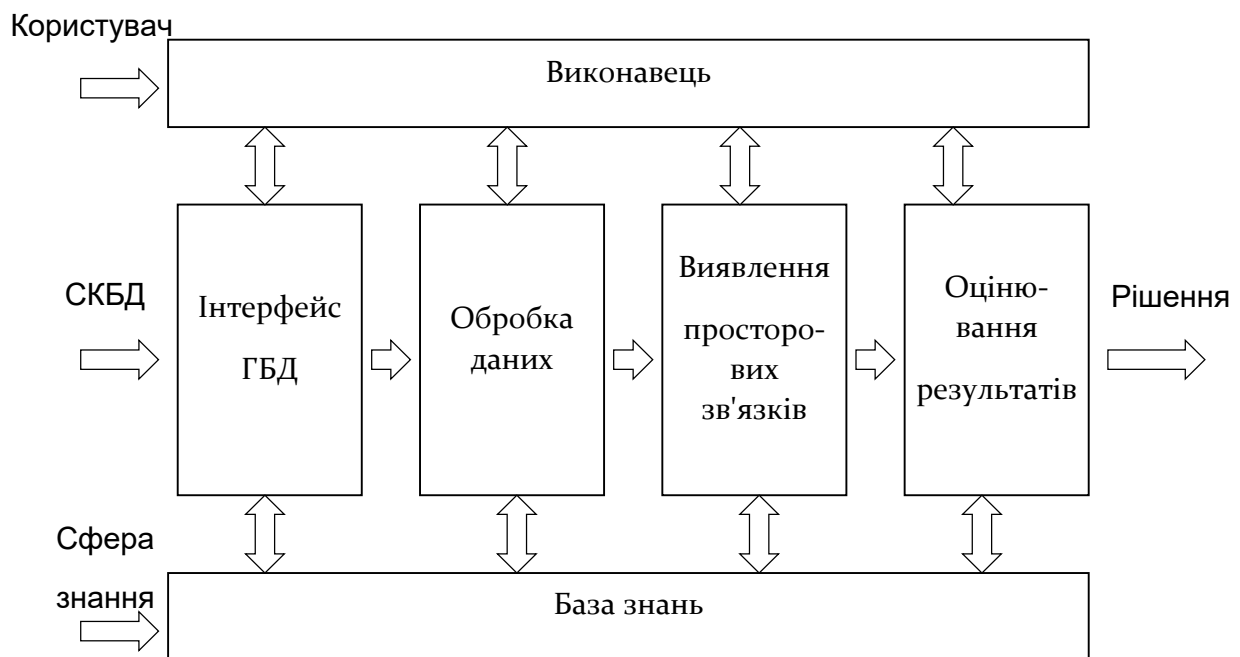 Користувач
Виконавець
СКБД
Інтерфейс
ГБД
Обробка
даних
Виявлення
просторо-
вих
зв'язків
Оціню-
вання
результатів
Рішення
Сфера
знання
База знань